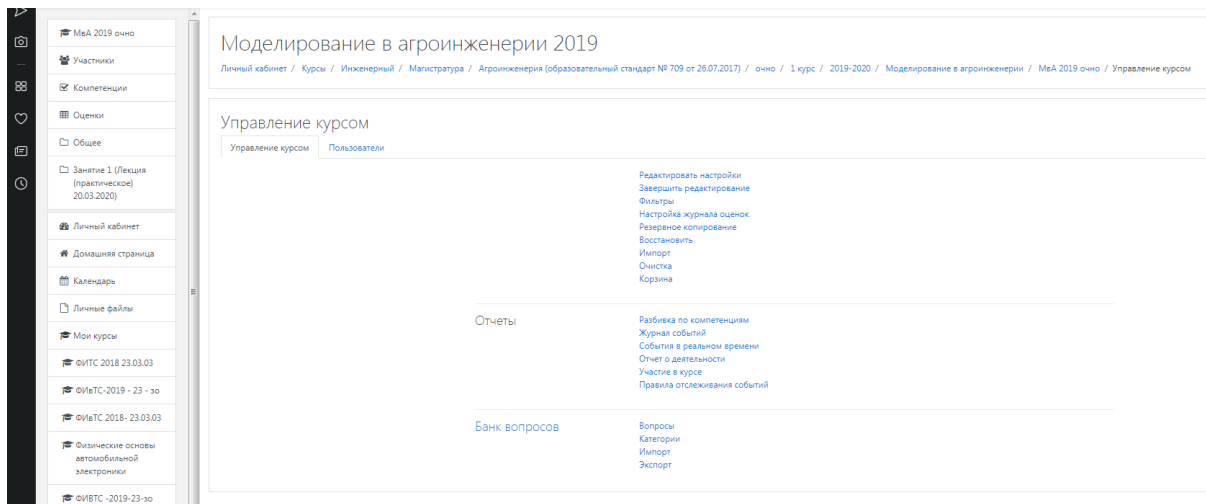 МвА 2019 очно
Участники
Компетенции
Оценки
Общее
Занятие 1 (Лекция
(практическое)
20.03.2020)
Личный кабинет
Домашняя страница
Календарь
Личные файлы
Мои курсы
ФИТС 2018 23.03.03
ФИвТС-2019 - 23 - зо
ФИвТС 2018- 23.03.03
Физические основы
автомобильной
электроники
ФИВТС -2019-23-зо
Моделирование в агроинженерии 2019
Личный кабинет / Курсы / Инженерный / Магистратура / Агроинженерия (образовательный стандарт № 709 от 26.07.2017) / очно / 1 курс / 2019-2020 / Моделирование в агроинженерии / МвА 2019 очно / Управление курсом
Управление курсом
Управление курсом Пользователи
Редактировать настройки
Завершить редактирование
Фильтры
Настройка журнала оценок
Резервное копирование
Восстановить
Импорт
Очистка
Корзина
Отчеты
Разбивка по компетенциям
Журнал событий
События в реальном времени
Отчет о деятельности
Участие в курсе
Правила отслеживания событий
Банк вопросов
Вопросы
Категории
Импорт
Экспорт